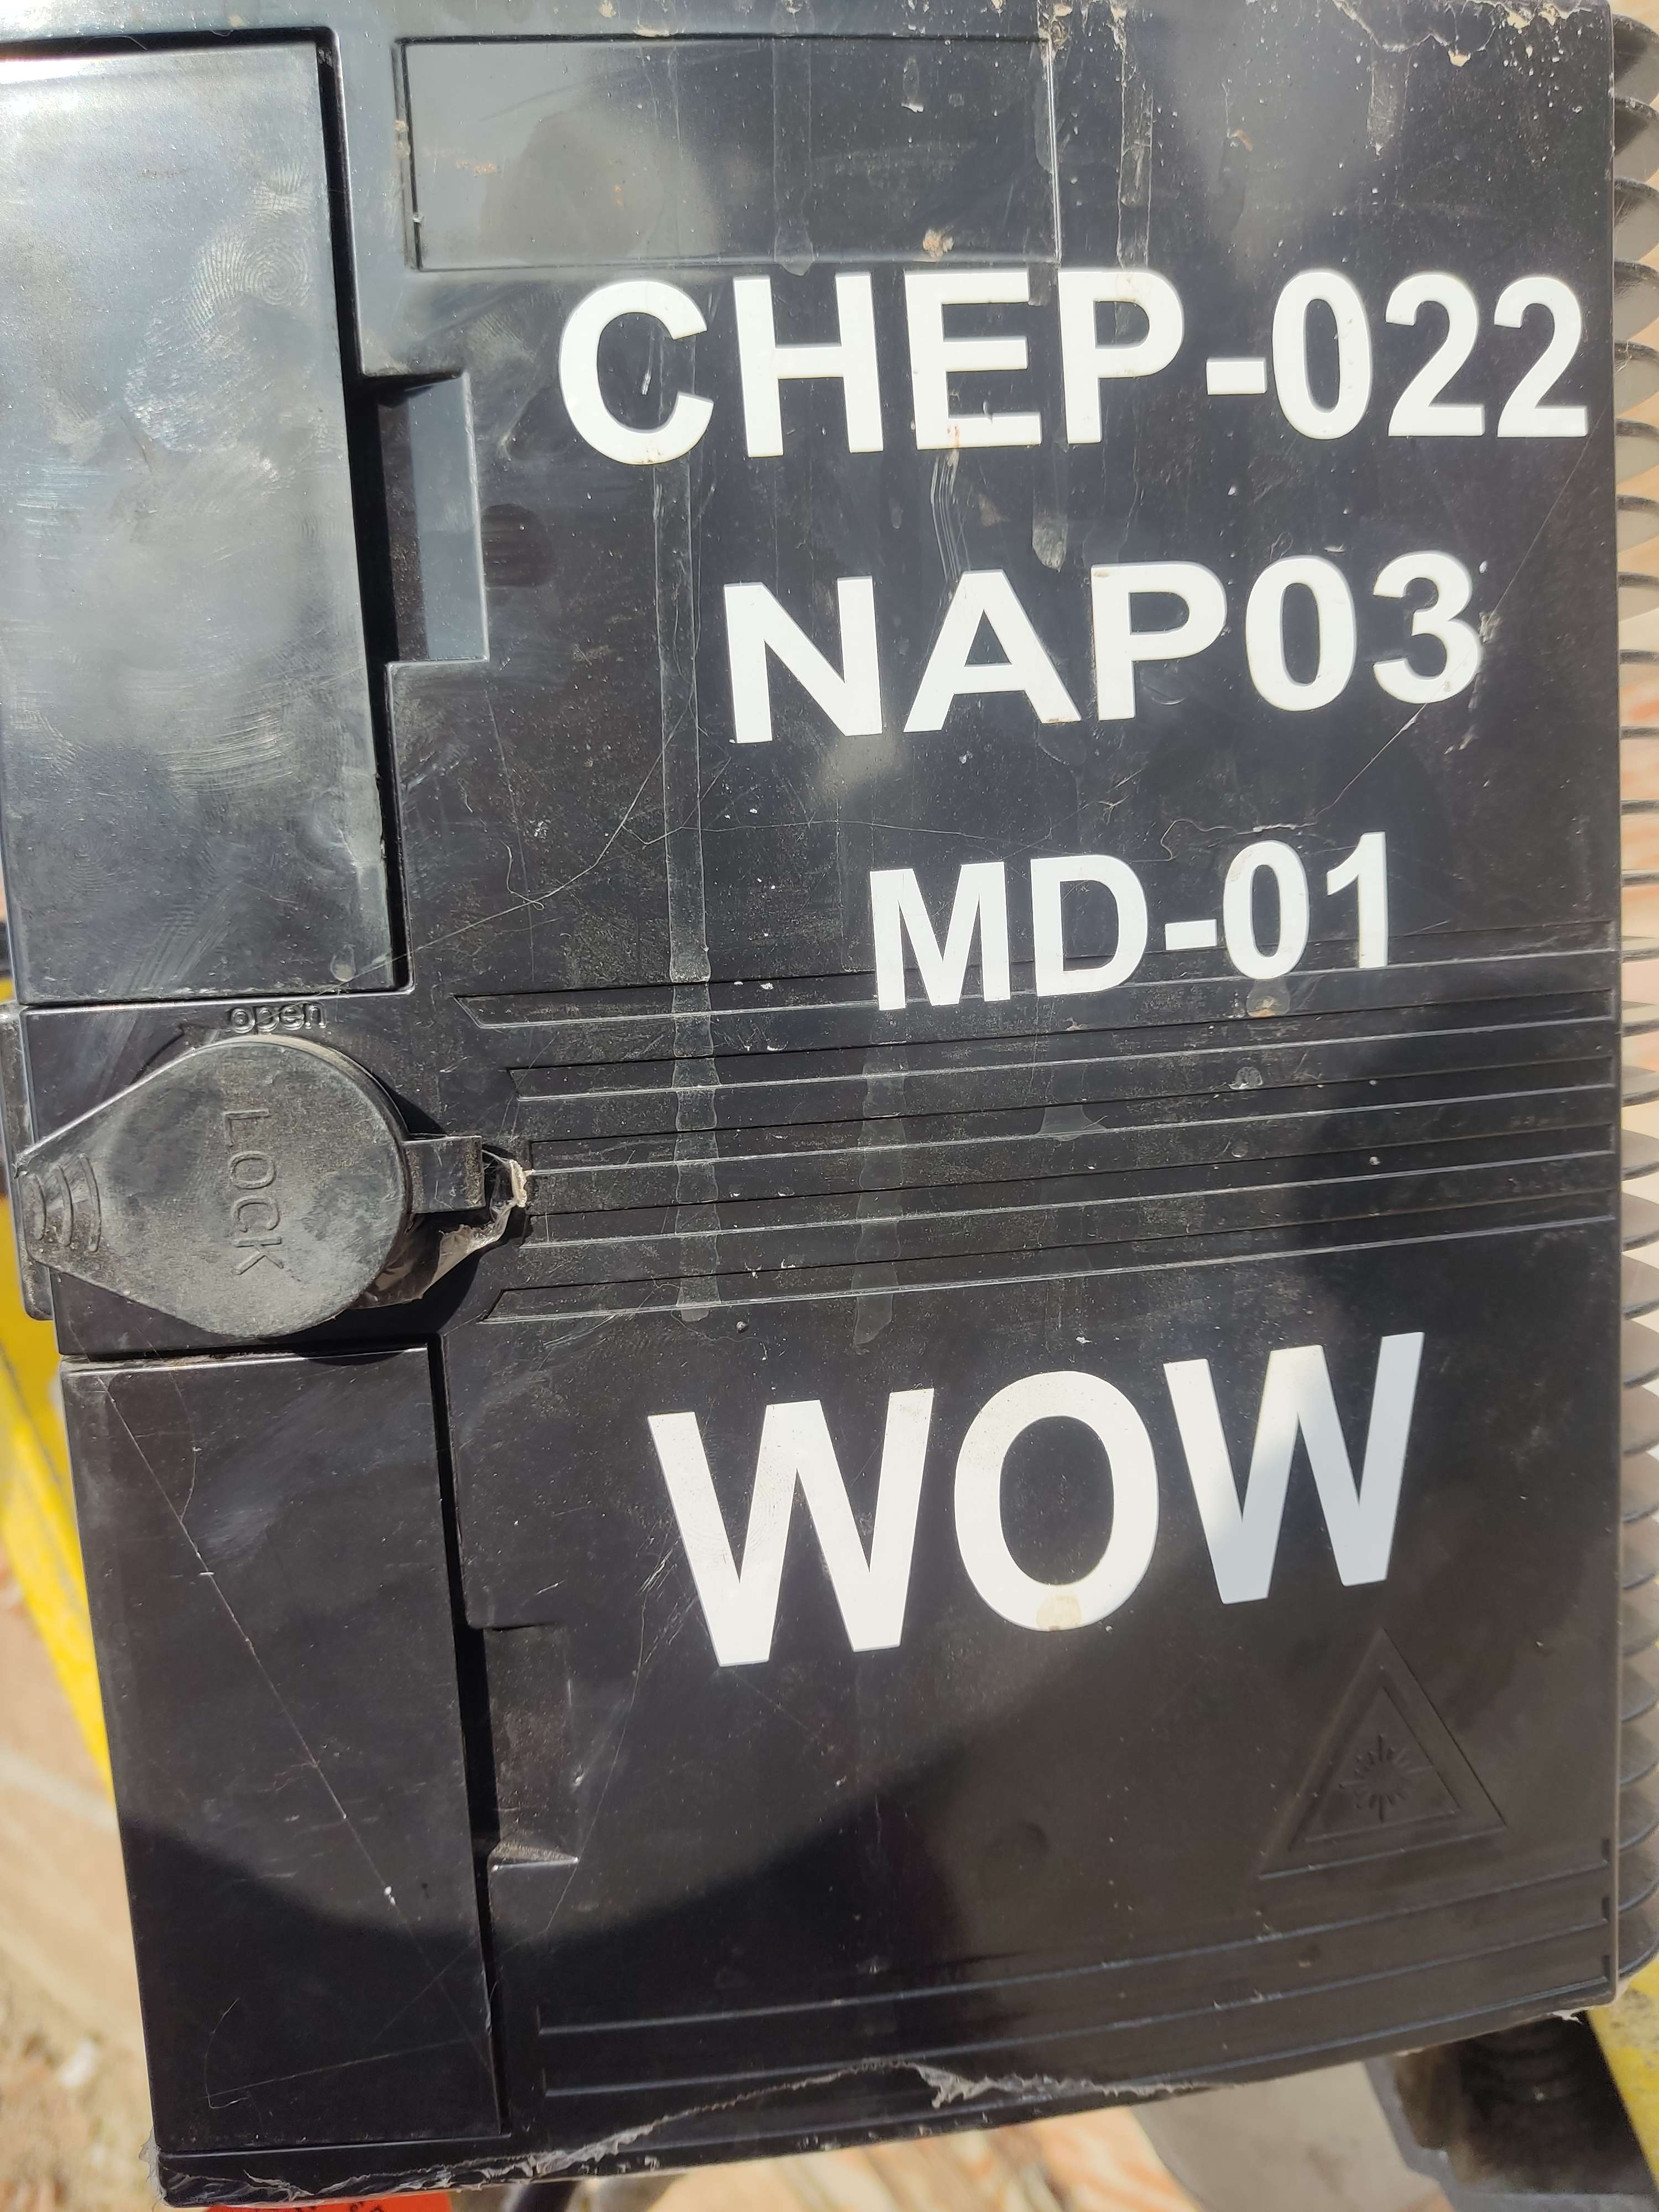 CHEP-022
NAP03
MD-01
open
LOCK
WOW